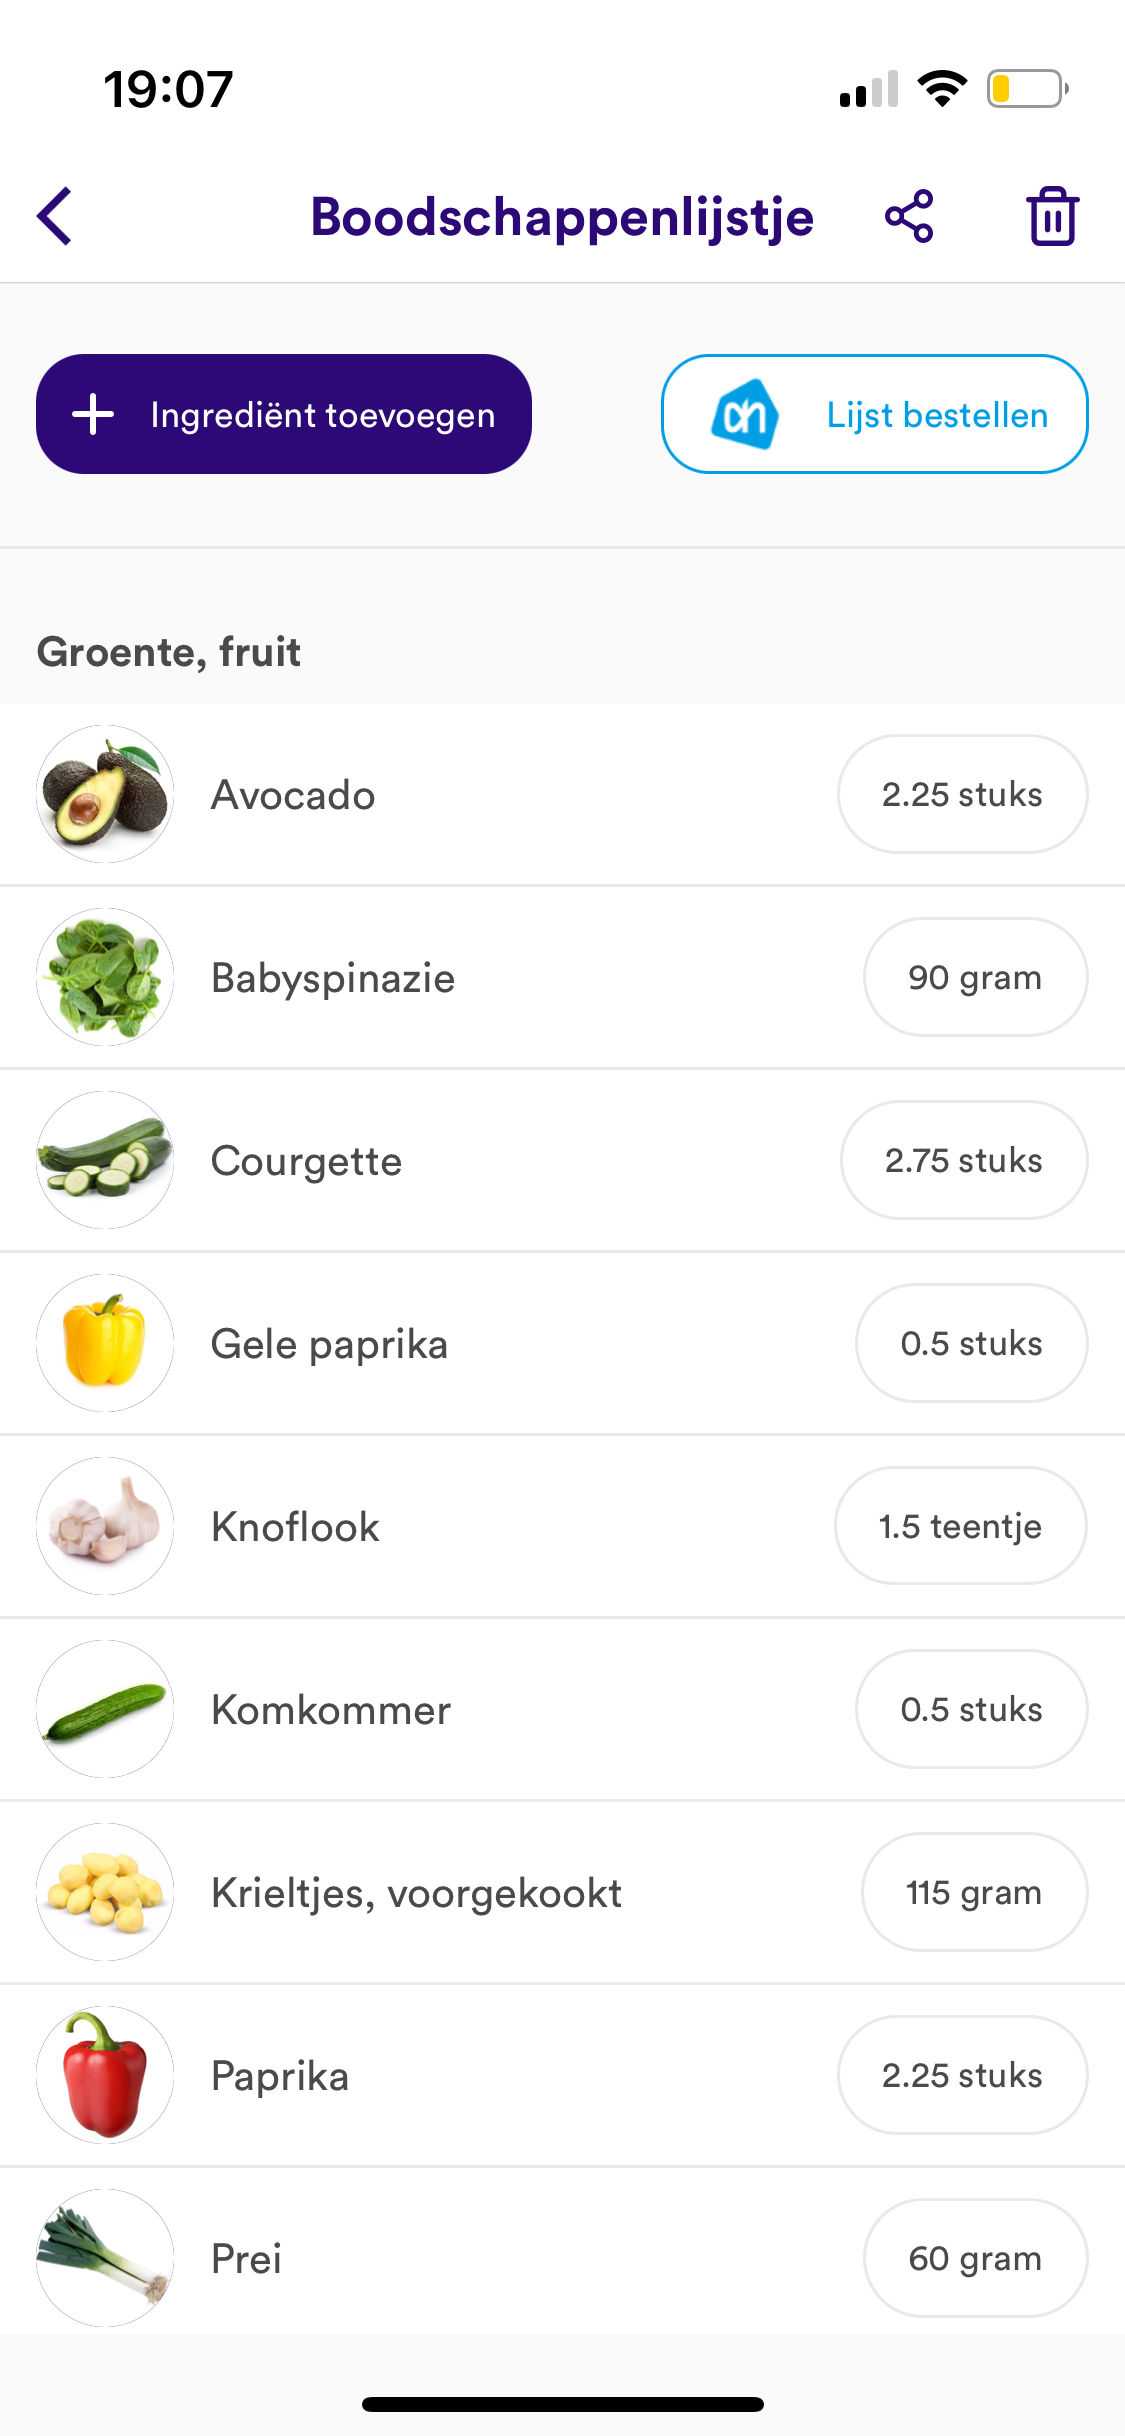 19:07
Boodschappenlijstje
Ingrediënt toevoegen
ah Lijst bestellen
Groente, fruit
Avocado 2.25 stuks
Babyspinazie 90 gram
Courgette 2.75 stuks
Gele paprika 0.5 stuks
Knoflook 1.5 teentje
Komkommer 0.5 stuks
Krieltjes, voorgekookt 115 gram
Paprika 2.25 stuks
Prei 60 gram